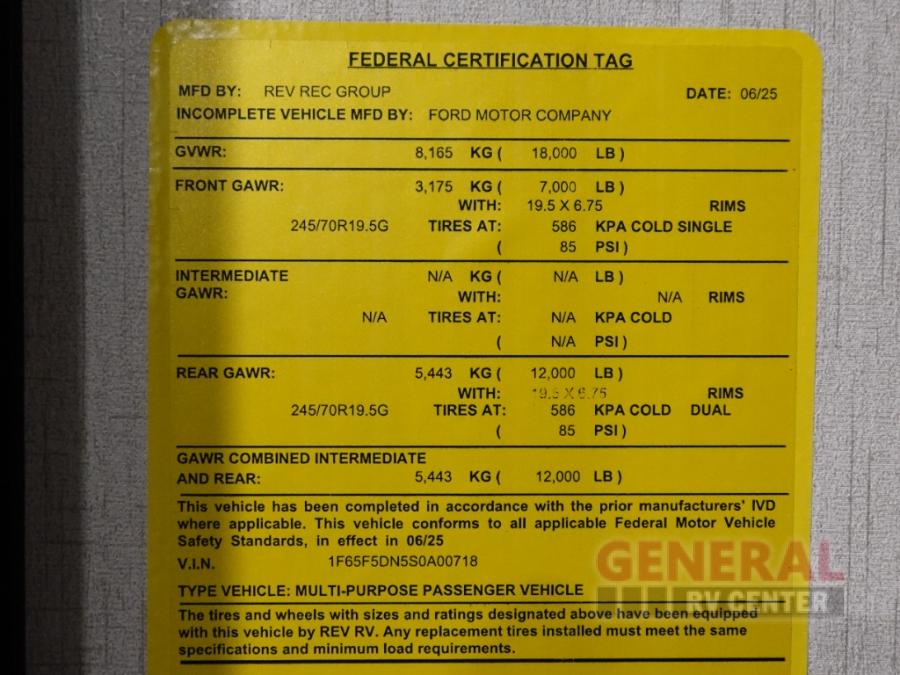 FEDERAL CERTIFICATION TAG
MFD BY: REV REC GROUP DATE: 06/25
INCOMPLETE VEHICLE MFD BY: FORD MOTOR COMPANY
GVWR: 8,165 KG ( 18,000 LB )
FRONT GAWR: 3,175 KG ( 7,000 LB )
WITH: 19.5 X 6.75 RIMS
245/70R19.5G TIRES AT: 586 KPA COLD SINGLE
( 85 PSI )
INTERMEDIATE N/A KG ( N/A LB )
GAWR: WITH: N/A RIMS
N/A TIRES AT: N/A KPA COLD
( N/A PSI )
REAR GAWR: 5,443 KG ( 12,000 LB )
WITH: 19.5 X 6.75 RIMS
245/70R19.5G TIRES AT: 586 KPA COLD DUAL
( 85 PSI )
GAWR COMBINED INTERMEDIATE
AND REAR: 5,443 KG ( 12,000 LB )
This vehicle has been completed in accordance with the prior manufacturers' IVD
where applicable. This vehicle conforms to all applicable Federal Motor Vehicle
Safety Standards, in effect in 06/25
V.I.N. 1F65F5DN5S0A00718
TYPE VEHICLE: MULTI-PURPOSE PASSENGER VEHICLE
The tires and wheels with sizes and ratings designated above have been equipped
with this vehicle by REV RV. Any replacement tires installed must meet the same
specifications and minimum load requirements.
GENERAL
RV CENTER